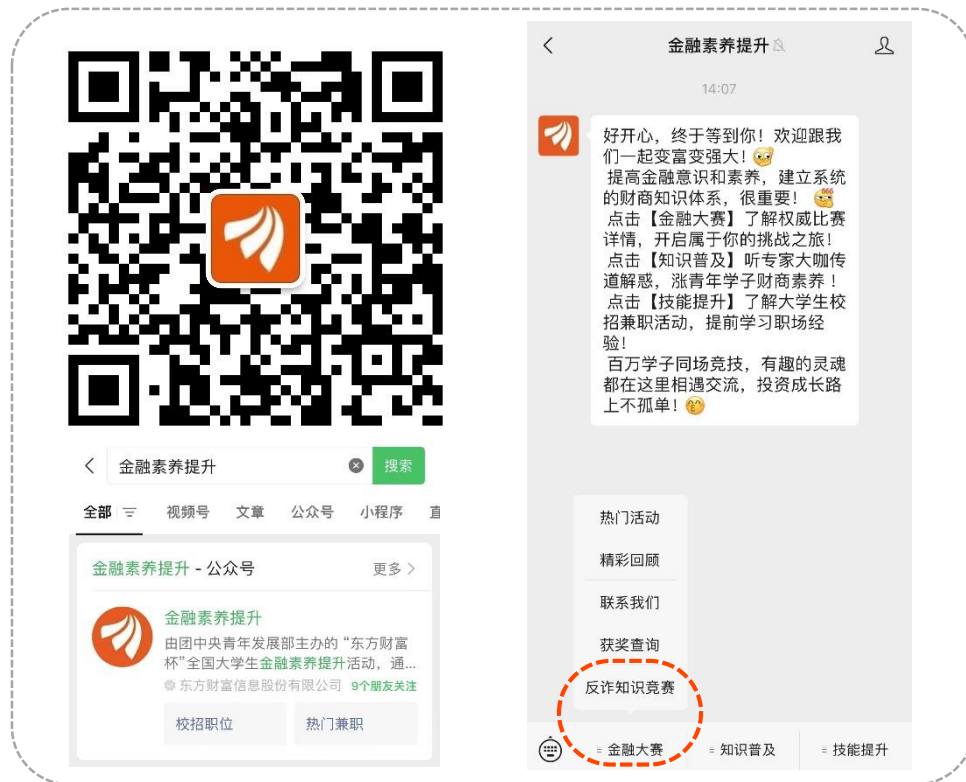 金融素养提升
搜索
全部
视频号
文章
公众号
小程序
直
金融素养提升 - 公众号
更多
金融素养提升
由团中央青年发展部主办的“东方财富
杯”全国大学生金融素养提升活动，通...
东方财富信息股份有限公司 9个朋友关注
校招职位
热门兼职
金融素养提升
14:07
好开心，终于等到你！欢迎跟我
们一起变富变强大！
提高金融意识和素养，建立系统
的财商知识体系，很重要！
点击【金融大赛】了解权威比赛
详情，开启属于你的挑战之旅！
点击【知识普及】听专家大咖传
道解惑，涨青年学子财商素养！
点击【技能提升】了解大学生校
招兼职活动，提前学习职场经
验！
百万学子同场竞技，有趣的灵魂
都在这里相遇交流，投资成长路
上不孤单！
热门活动
精彩回顾
联系我们
获奖查询
反诈知识竞赛
金融大赛
知识普及
技能提升